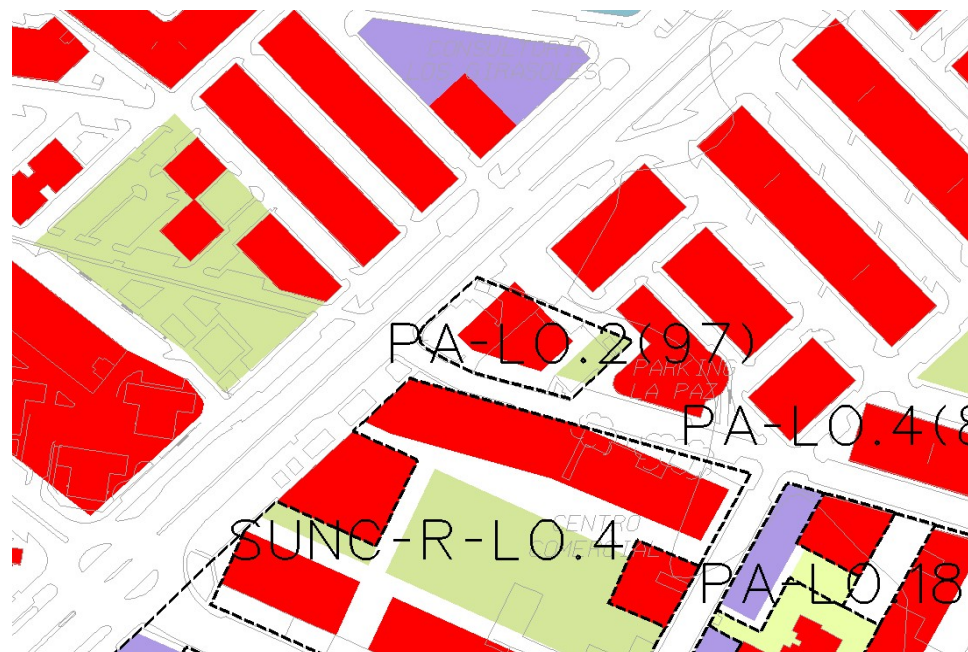 CONSULTORIO
PA-LO.2(97)
PARKING
LA PAZ
PA-LO.4(8
SUNC-R-LO.4
CENTRO
COMERCIAL
PA-LO 18